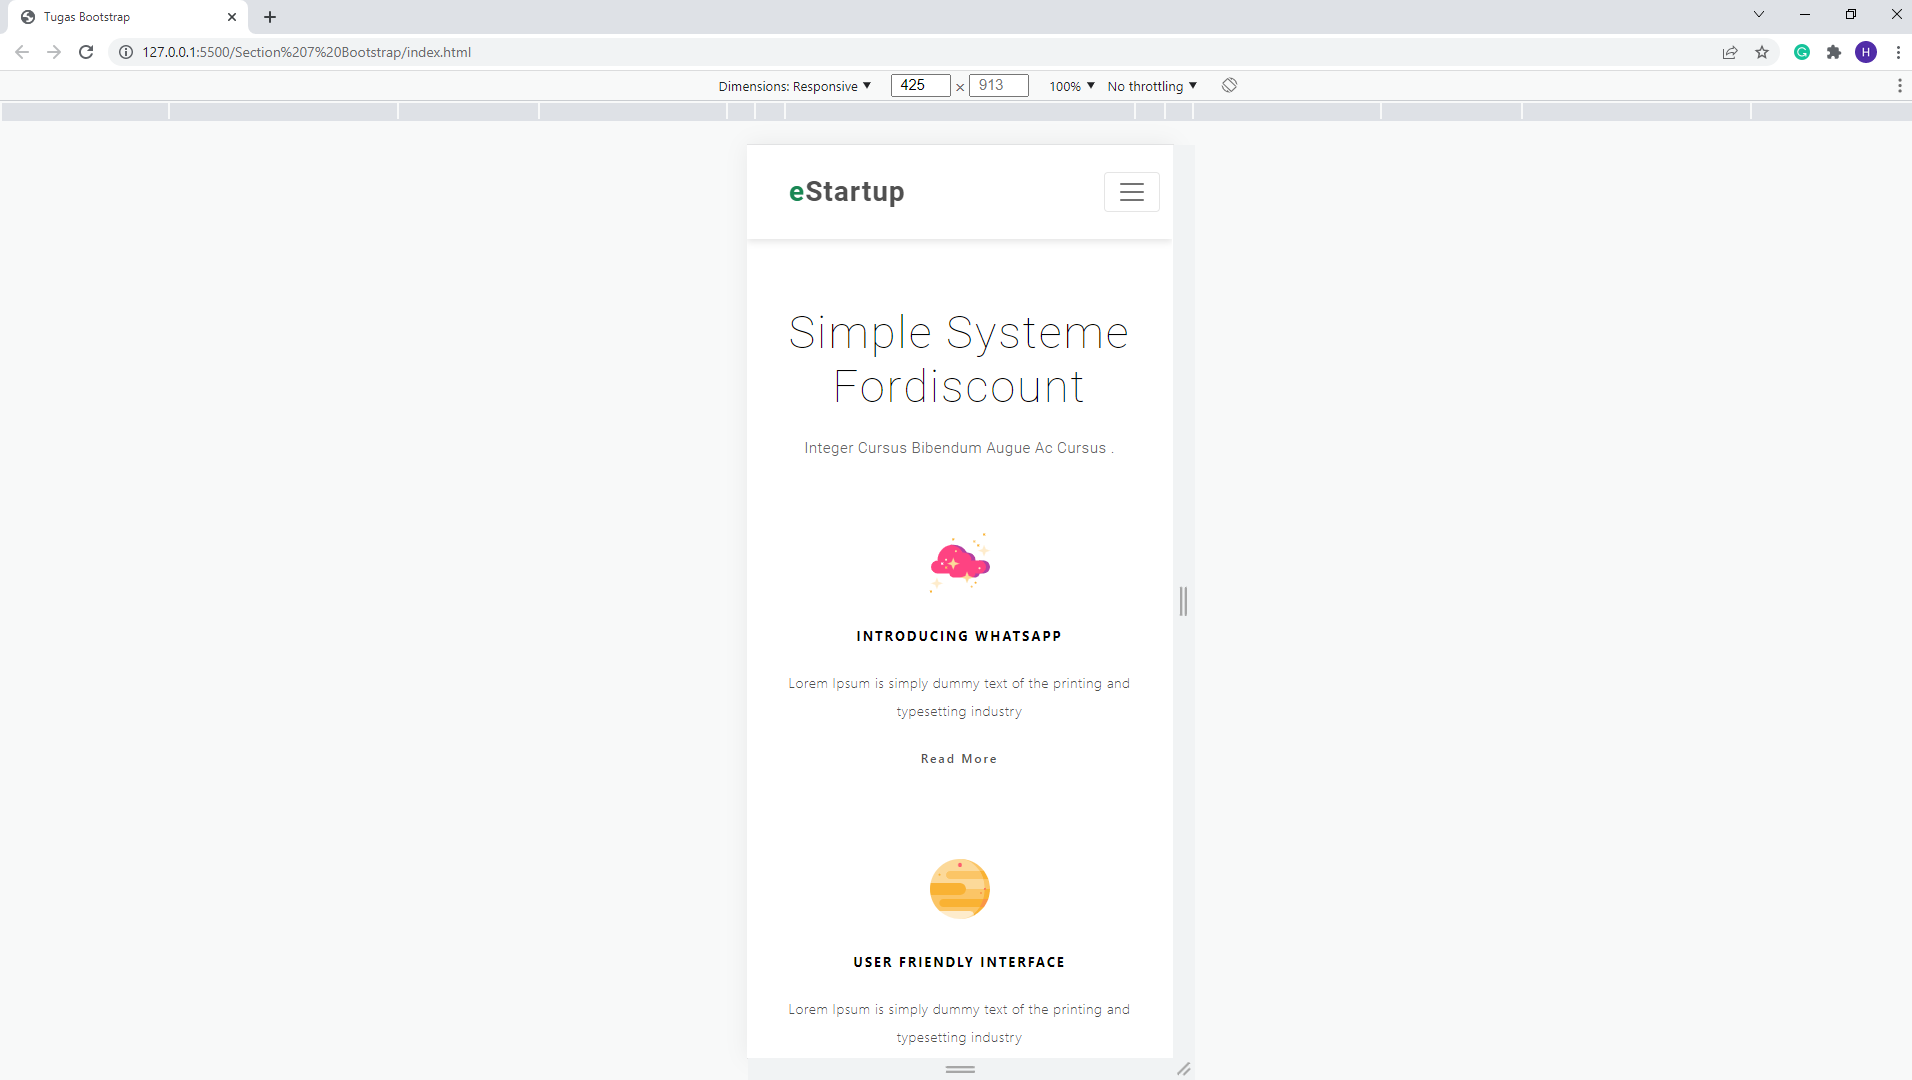 Tugas Bootstrap
127.0.0.1:5500/Section%207%20Bootstrap/index.html
H
Dimensions: Responsive 425 × 913 100% No throttling
eStartup
Simple Systeme
Fordiscount
Integer Cursus Bibendum Augue Ac Cursus .
INTRODUCING WHATSAPP
Lorem Ipsum is simply dummy text of the printing and
typesetting industry
Read More
USER FRIENDLY INTERFACE
Lorem Ipsum is simply dummy text of the printing and
typesetting industry